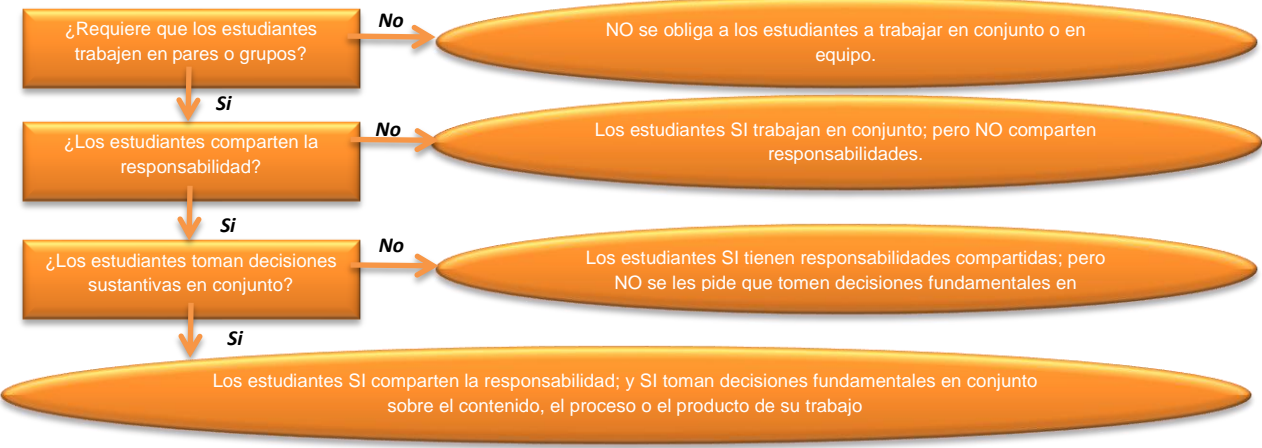 ¿Requiere que los estudiantes
trabajen en pares o grupos?
No
NO se obliga a los estudiantes a trabajar en conjunto o en
equipo.
Si
¿Los estudiantes comparten la
responsabilidad?
No
Los estudiantes SI trabajan en conjunto; pero NO comparten
responsabilidades.
Si
¿Los estudiantes toman decisiones
sustantivas en conjunto?
No
Los estudiantes SI tienen responsabilidades compartidas; pero
NO se les pide que tomen decisiones fundamentales en
Si
Los estudiantes SI comparten la responsabilidad; y SI toman decisiones fundamentales en conjunto
sobre el contenido, el proceso o el producto de su trabajo